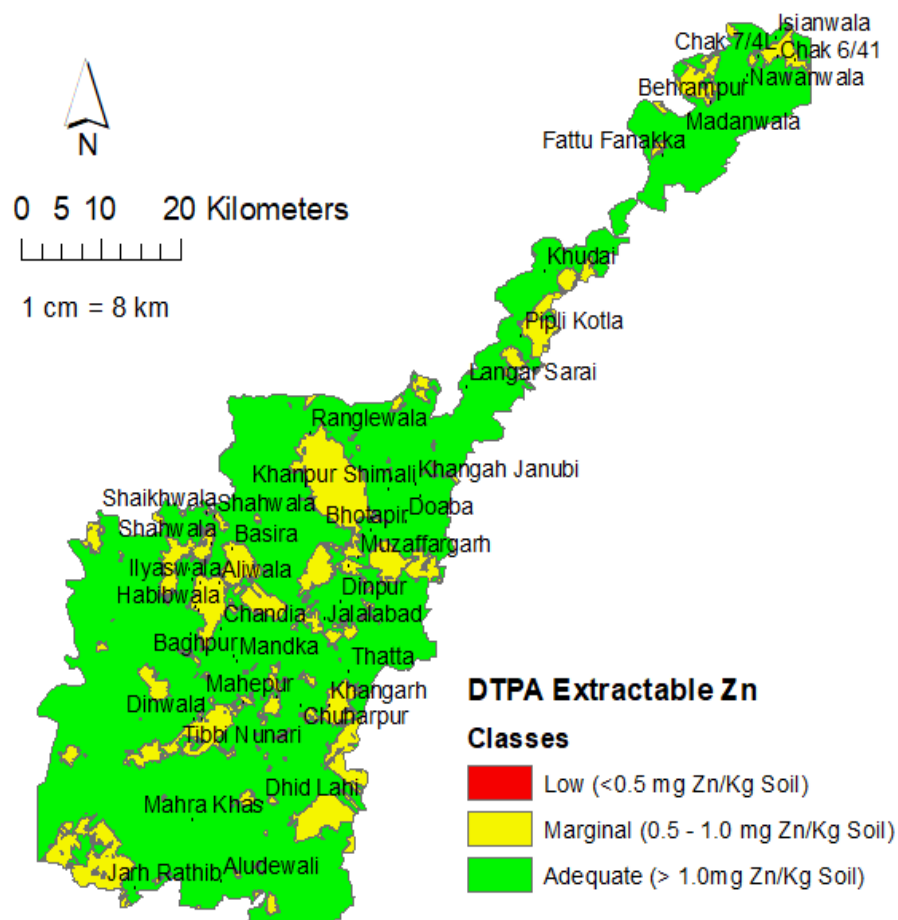 Isianwala
Chak 7/4L
Chak 6/41
Nawanwala
Behrampur
Madanwala
Fattu Fanakka
N
0 5 10 20 Kilometers
1 cm = 8 km
Khudai
Pipli Kotla
Langar Sarai
Ranglewala
Khanpur Shimali
Khangah Janubi
Shaikhwala
Shahwala
Doaba
Bhotapir
Shahwala
Basira
Muzaffargarh
Ilyaswala
Aliwala
Dinpur
Habibwala
Chandia
Jalalabad
Baghpur
Mandka
Thatta
Mahepur
Khangarh
Dinwala
Chuharpur
Tibbi Nunari
Dhid Lahi
Mahra Khas
Jarh Rathib
Aludewali
DTPA Extractable Zn
Classes
Low (<0.5 mg Zn/Kg Soil)
Marginal (0.5 - 1.0 mg Zn/Kg Soil)
Adequate (> 1.0mg Zn/Kg Soil)